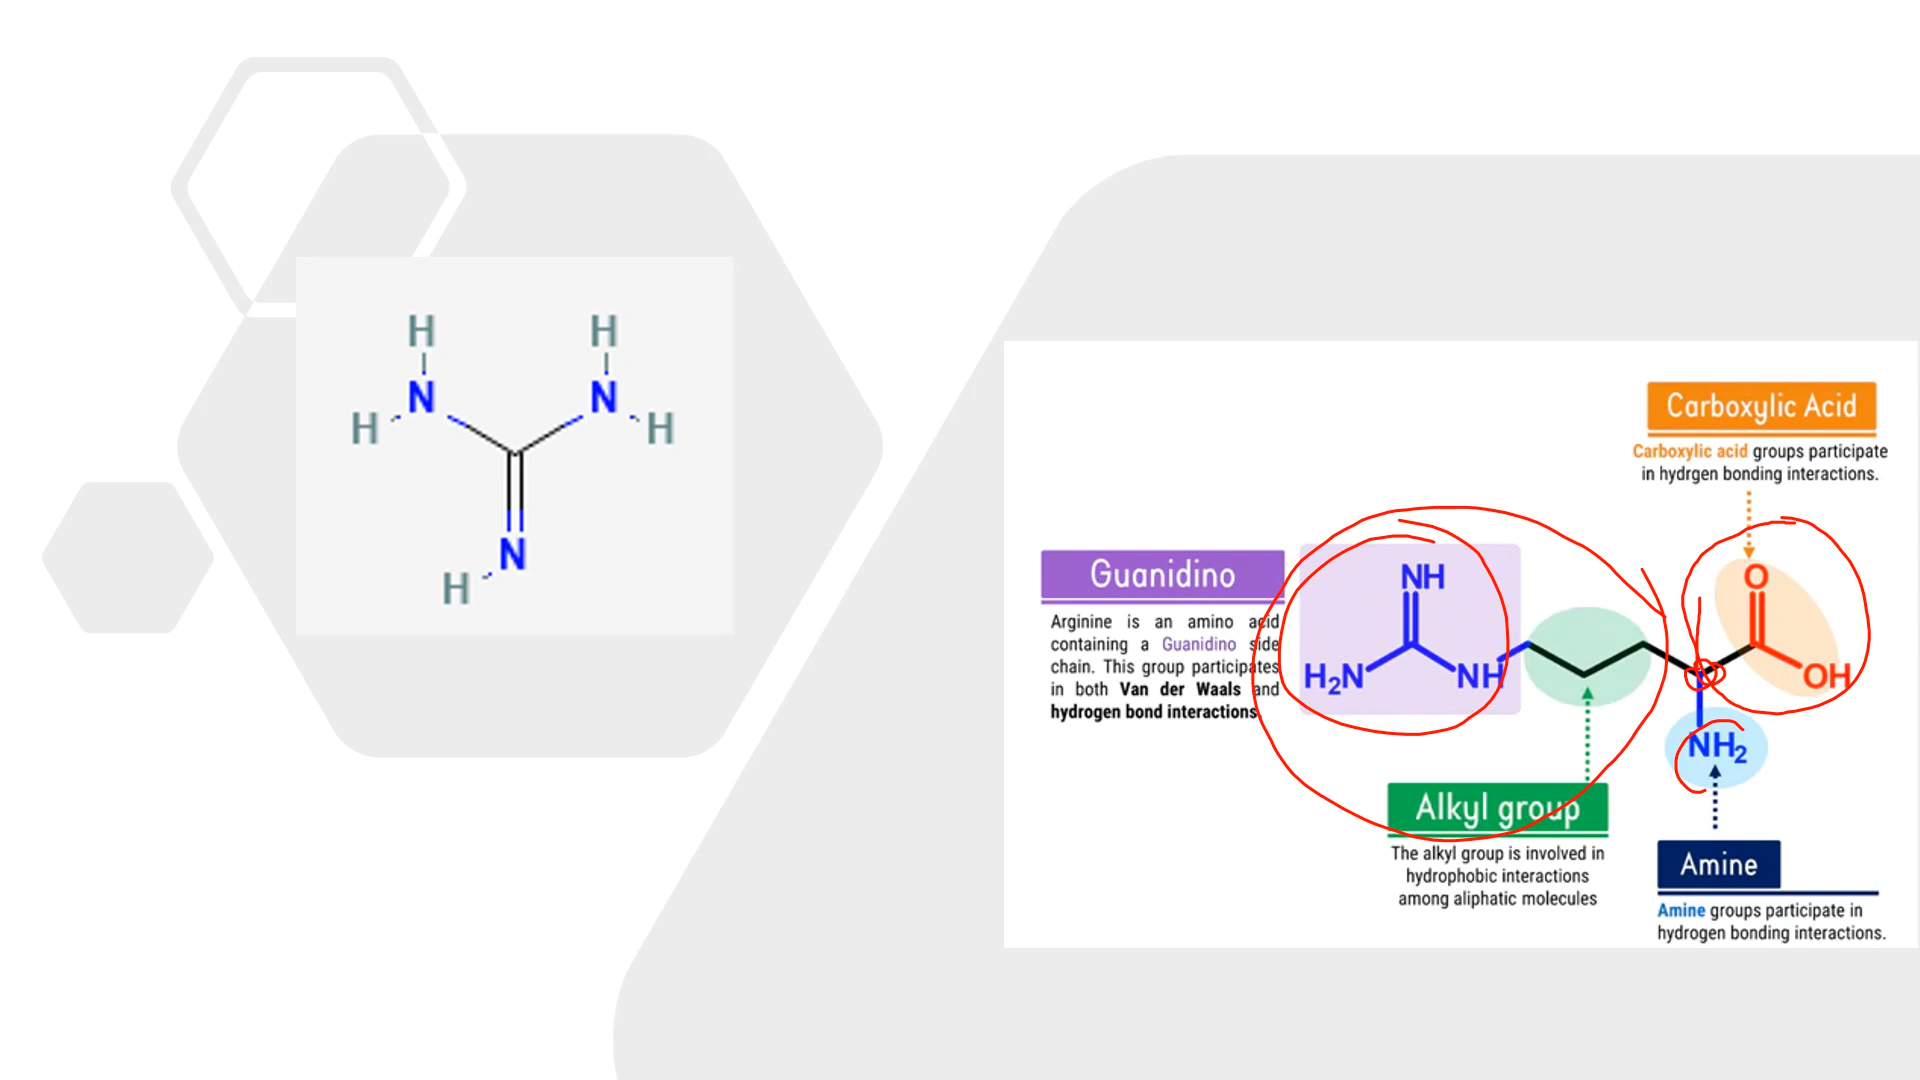 H H
N N
H H
N
H
Carboxylic Acid
Carboxylic acid groups participate
in hydrgen bonding interactions.
Guanidino
Arginine is an amino acid
containing a Guanidino side
chain. This group participates
in both Van der Waals and
hydrogen bond interactions.
NH
H₂N
NH
O
OH
NH₂
Alkyl group
The alkyl group is involved in
hydrophobic interactions
among aliphatic molecules
Amine
Amine groups participate in
hydrogen bonding interactions.